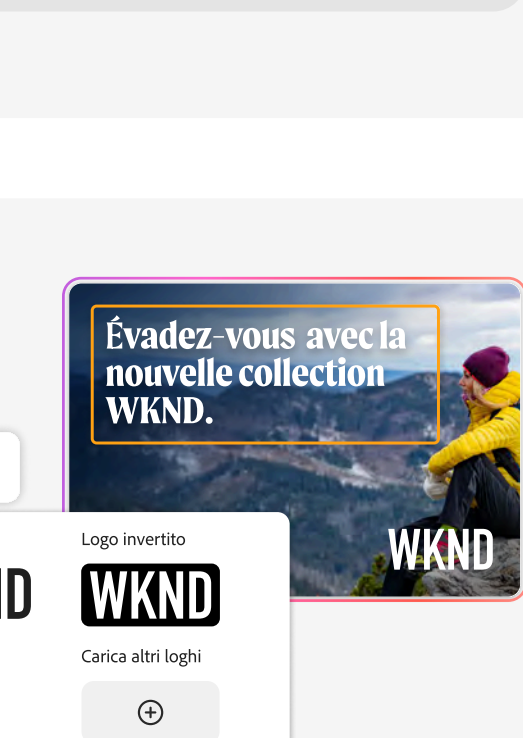 Évadez-vous avec la
nouvelle collection
WKND.
WKND
Logo invertito
WKND
Carica altri loghi